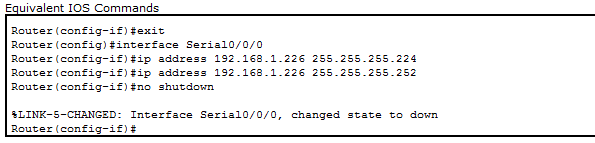 Equivalent IOS Commands
Router(config-if)#exit
Router(config)#interface Serial0/0/0
Router(config-if)#ip address 192.168.1.226 255.255.255.224
Router(config-if)#ip address 192.168.1.226 255.255.255.252
Router(config-if)#no shutdown
%LINK-5-CHANGED: Interface Serial0/0/0, changed state to down
Router(config-if)#